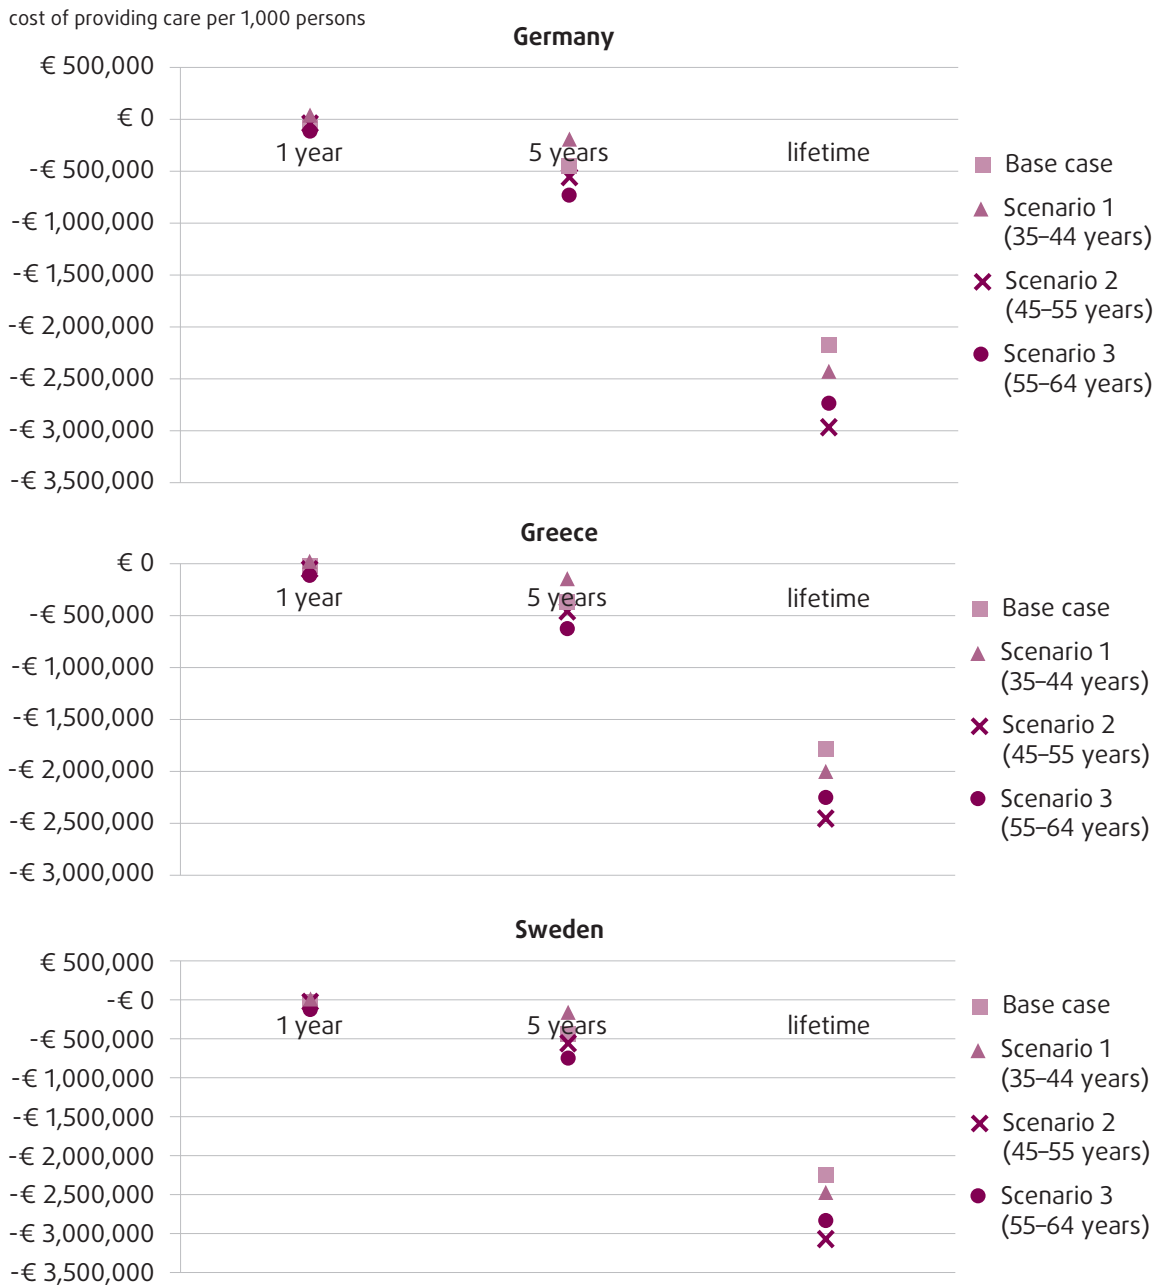 cost of providing care per 1,000 persons
Germany
€ 500,000
€ 0
-€ 500,000
-€ 1,000,000
-€ 1,500,000
-€ 2,000,000
-€ 2,500,000
-€ 3,000,000
-€ 3,500,000
1 year
5 years
lifetime
Base case
Scenario 1
(35–44 years)
Scenario 2
(45–55 years)
Scenario 3
(55–64 years)
Greece
€ 0
-€ 500,000
-€ 1,000,000
-€ 1,500,000
-€ 2,000,000
-€ 2,500,000
-€ 3,000,000
1 year
5 years
lifetime
Base case
Scenario 1
(35–44 years)
Scenario 2
(45–55 years)
Scenario 3
(55–64 years)
Sweden
€ 500,000
-€ 0
-€ 500,000
-€ 1,000,000
-€ 1,500,000
-€ 2,000,000
-€ 2,500,000
-€ 3,000,000
-€ 3,500,000
1 year
5 years
lifetime
Base case
Scenario 1
(35–44 years)
Scenario 2
(45–55 years)
Scenario 3
(55–64 years)